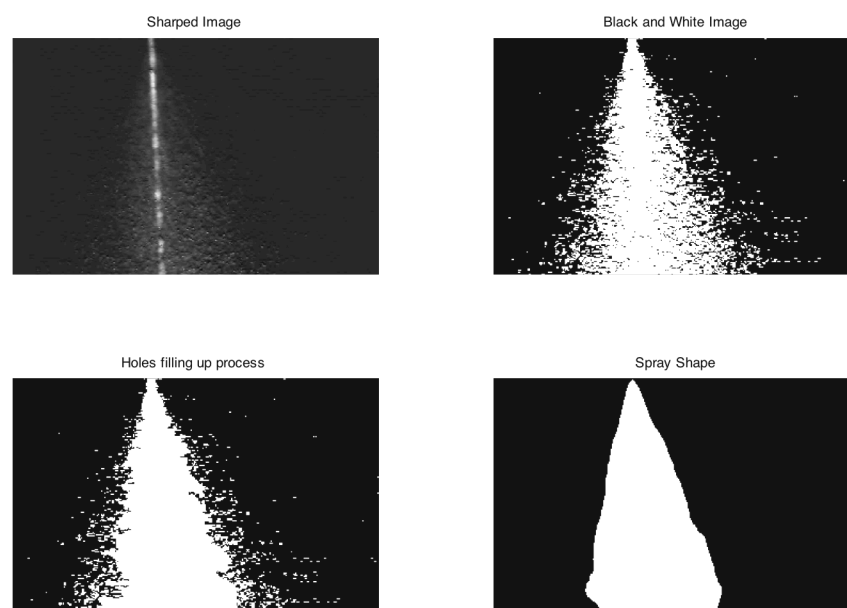 Sharped Image
Black and White Image
Holes filling up process
Spray Shape